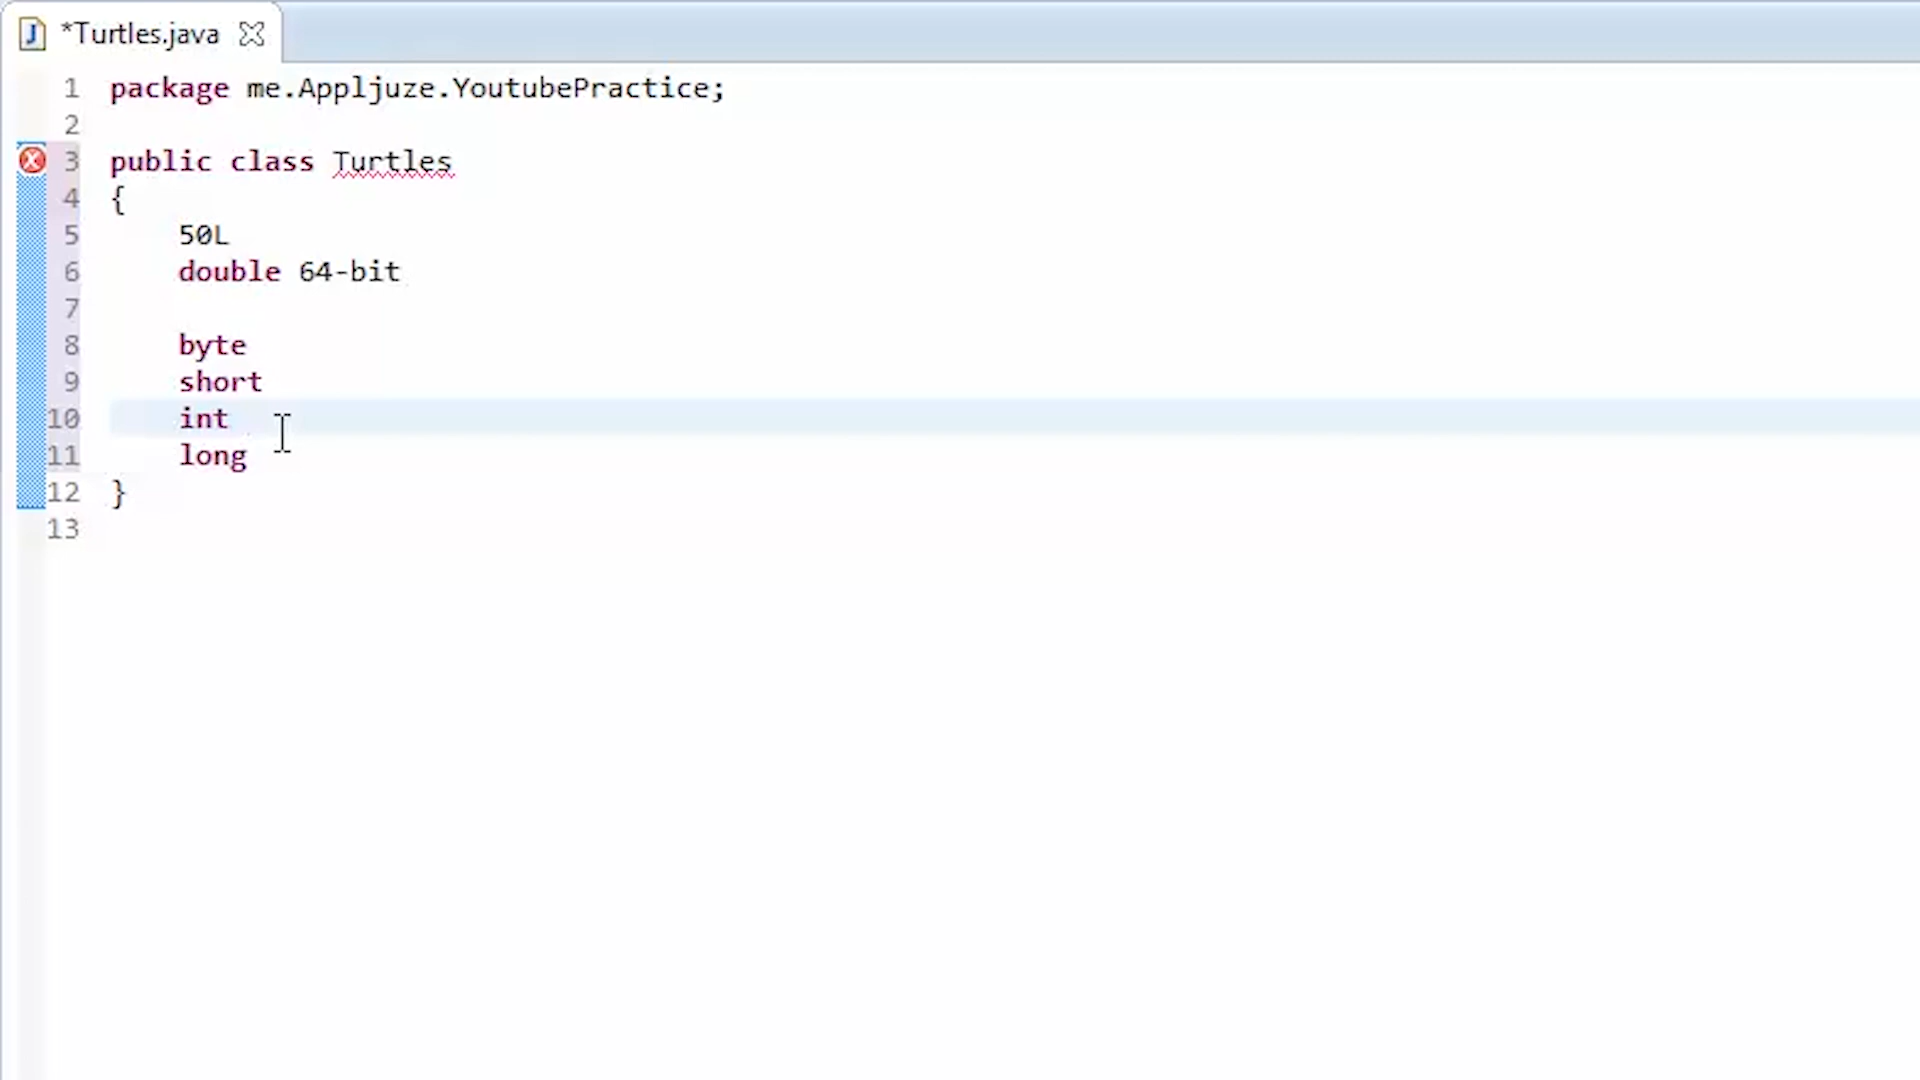 *Turtles.java
1 package me.Appljuze.YoutubePractice;
2
3 public class Turtles
4 {
5 50L
6 double 64-bit
7
8 byte
9 short
10 int
11 long
12 }
13